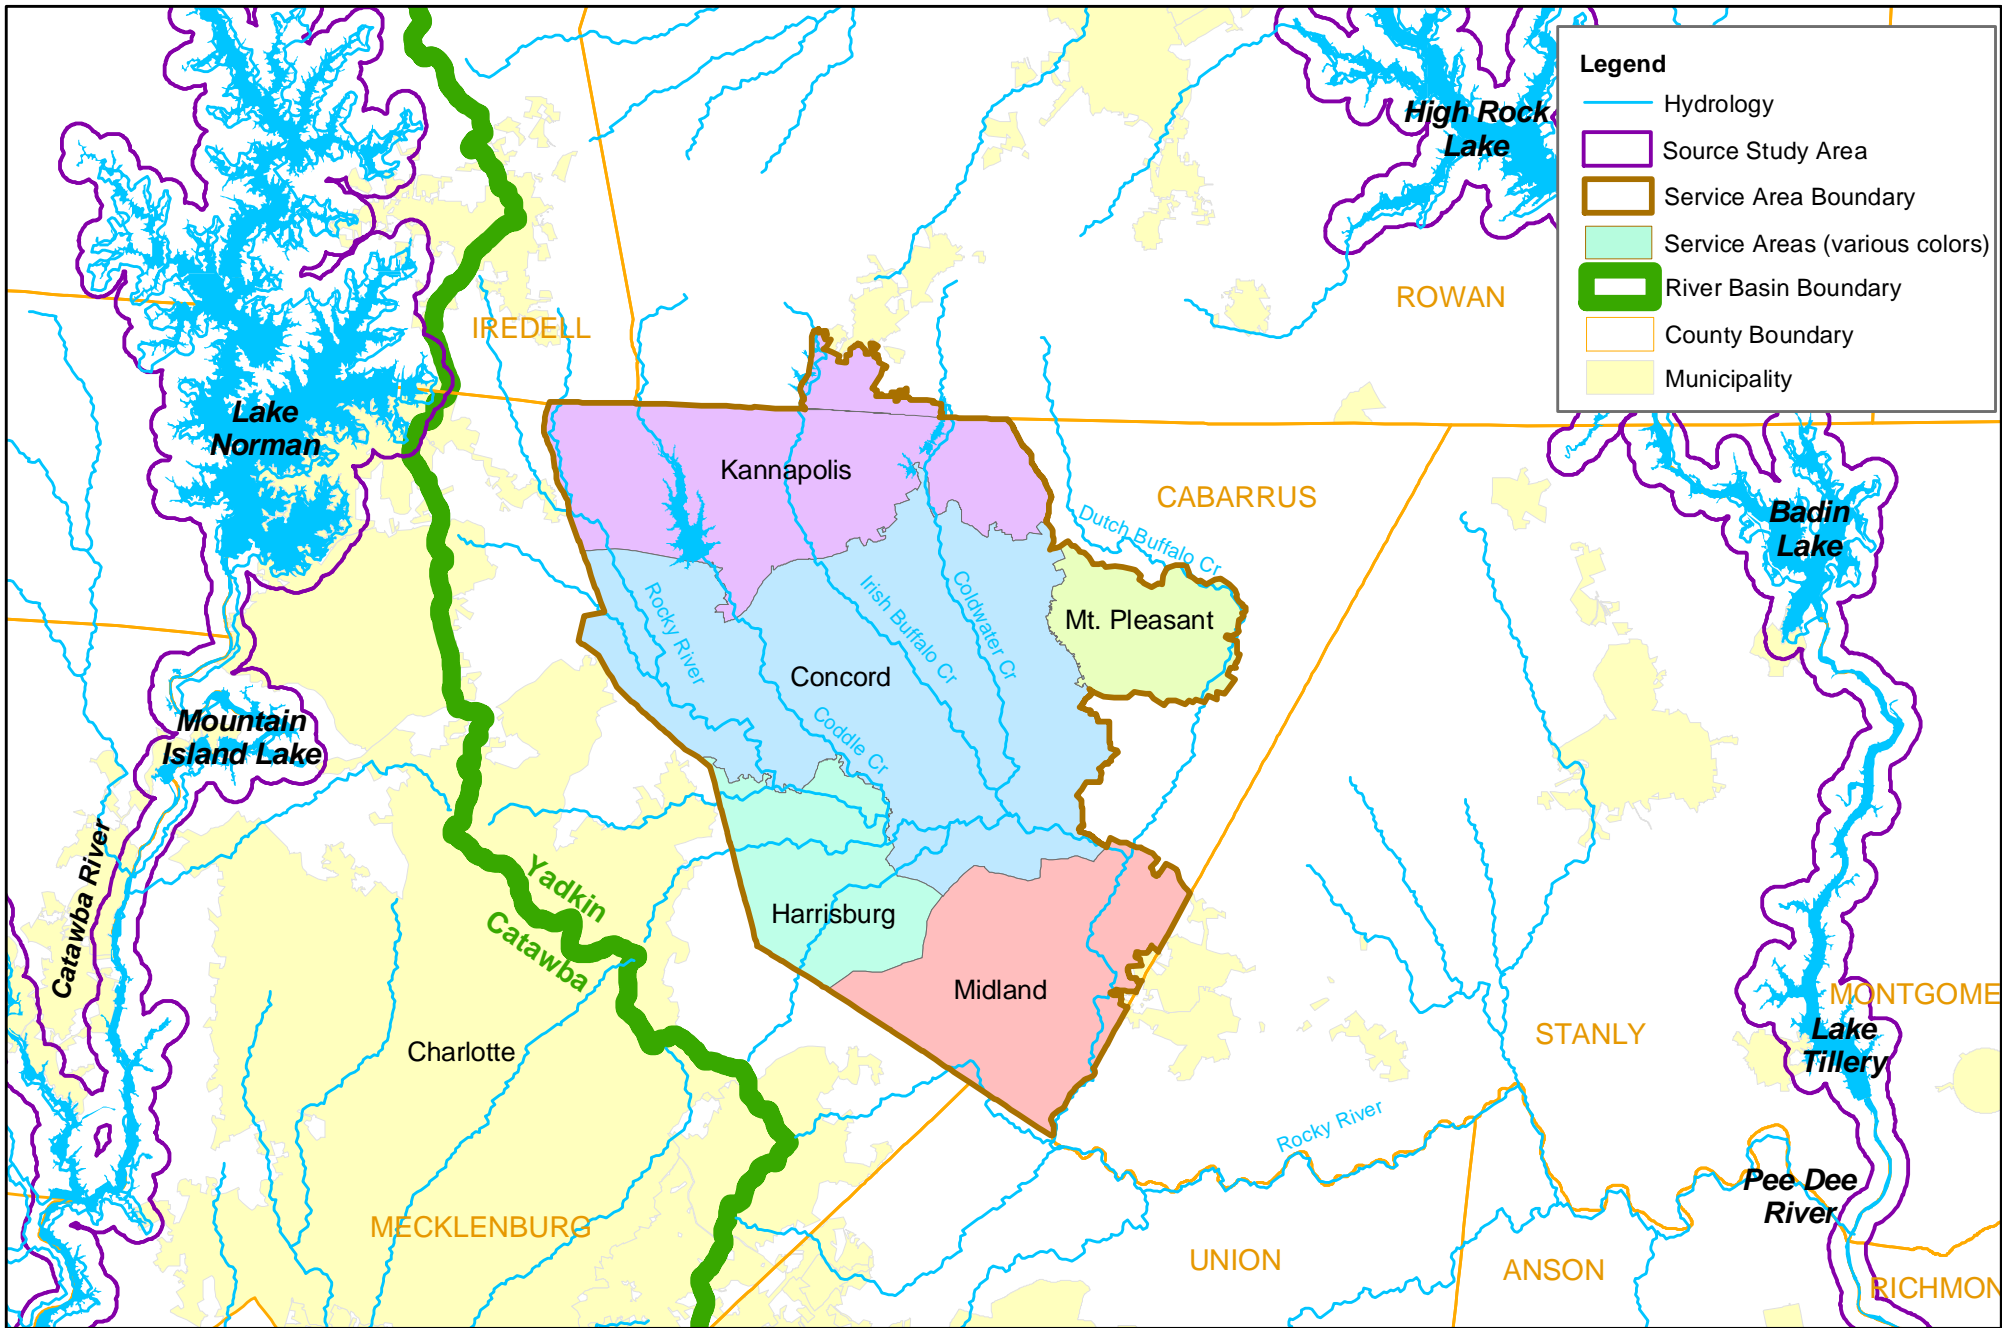 Legend
Hydrology
Source Study Area
Service Area Boundary
Service Areas (various colors)
River Basin Boundary
County Boundary
Municipality
High Rock
Lake
ROWAN
IREDELL
Lake
Norman
Kannapolis
CABARRUS
Dutch Buffalo Cr
Badin
Lake
Rocky River
Irish Buffalo Cr
Coldwater Cr
Mt. Pleasant
Concord
Coddle Cr
Mountain
Island Lake
Catawba River
Yadkin
Catawba
Harrisburg
Midland
MONTGOME
STANLY
Lake
Tillery
Charlotte
Rocky River
Pee Dee
River
MECKLENBURG
UNION
ANSON
RICHMON